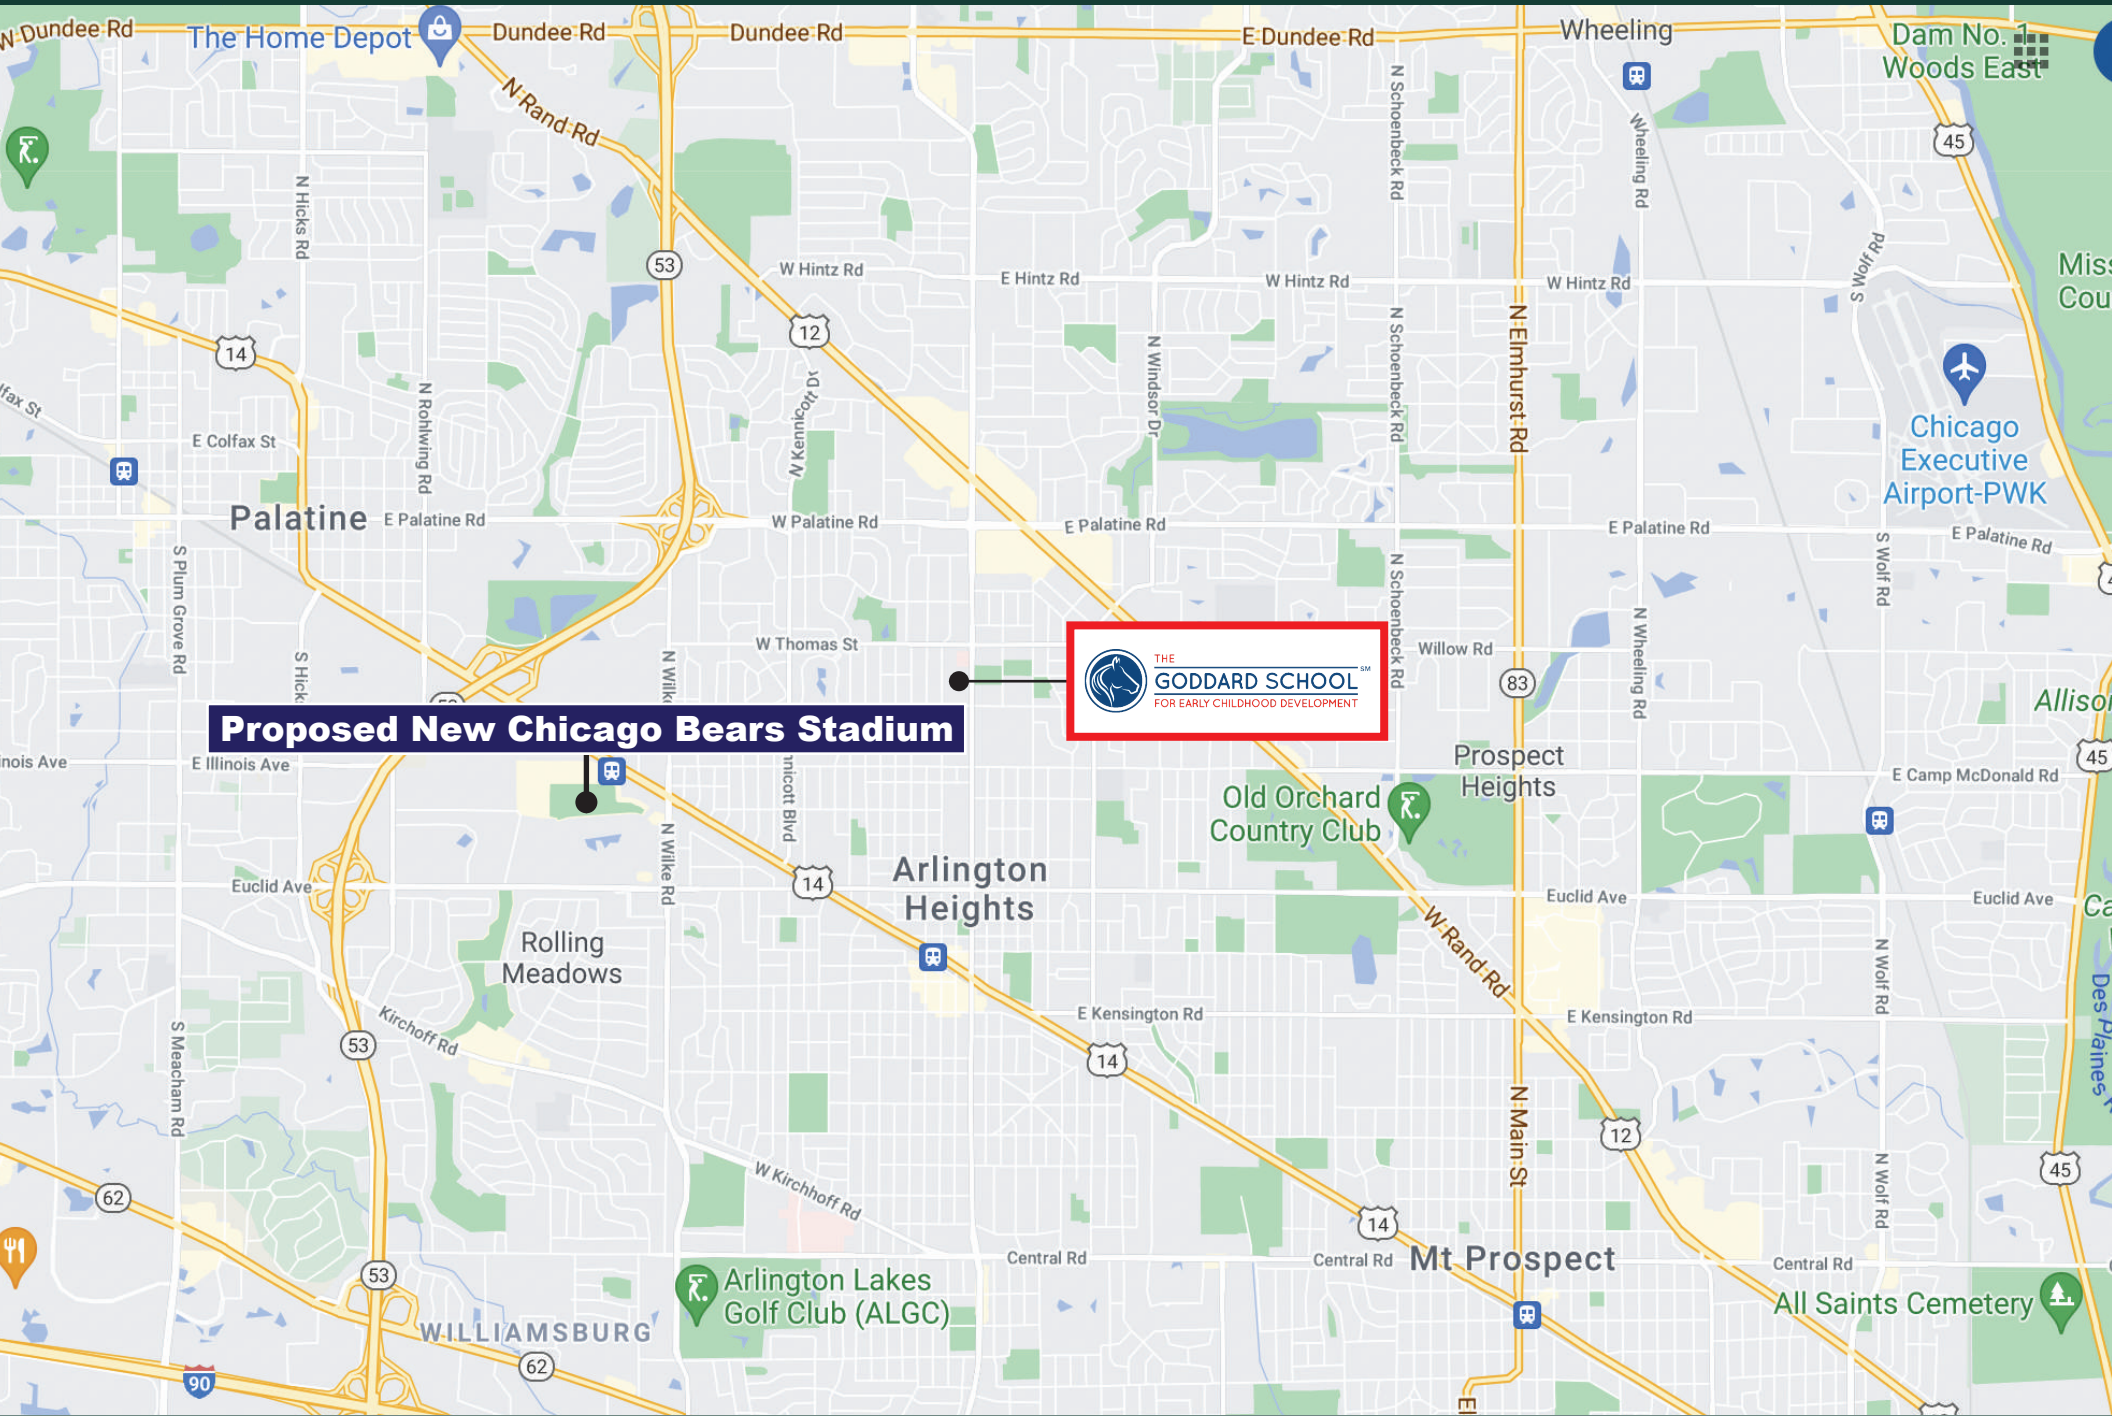 W Dundee Rd
The Home Depot
Dundee Rd
Dundee Rd
E Dundee Rd
Wheeling
Dam No. 1
Woods East
N Rand Rd
N Schoenbeck Rd
Wheeling Rd
45
N Hicks Rd
53
W Hintz Rd
E Hintz Rd
W Hintz Rd
W Hintz Rd
S Wolf Rd
14
12
N Elmhurst Rd
N Windsor Dr
N Schoenbeck Rd
N Kennicott Dr
N Rohlwing Rd
E Colfax St
Chicago
Executive
Airport-PWK
Palatine
E Palatine Rd
W Palatine Rd
E Palatine Rd
E Palatine Rd
E Palatine Rd
S Plum Grove Rd
N Schoenbeck Rd
S Wolf Rd
N Wheeling Rd
W Thomas St
Willow Rd
THE
GODDARD SCHOOL SM
FOR EARLY CHILDHOOD DEVELOPMENT
83
Proposed New Chicago Bears Stadium
E Illinois Ave
Prospect
Heights
45
E Camp McDonald Rd
Old Orchard
Country Club
N Wilke Rd
14
Arlington
Heights
Euclid Ave
Euclid Ave
Euclid Ave
Rolling
Meadows
W Rand Rd
N Wolf Rd
Kirchoff Rd
53
E Kensington Rd
E Kensington Rd
Des Plaines
S Meacham Rd
14
N Main St
12
45
62
W Kirchhoff Rd
N Wolf Rd
14
Central Rd
Central Rd
Mt Prospect
Central Rd
53
Arlington Lakes
Golf Club (ALGC)
All Saints Cemetery
WILLIAMSBURG
62
90